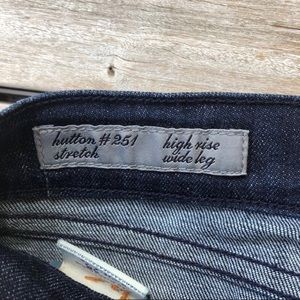 hutton #251 high rise
stretch wide leg